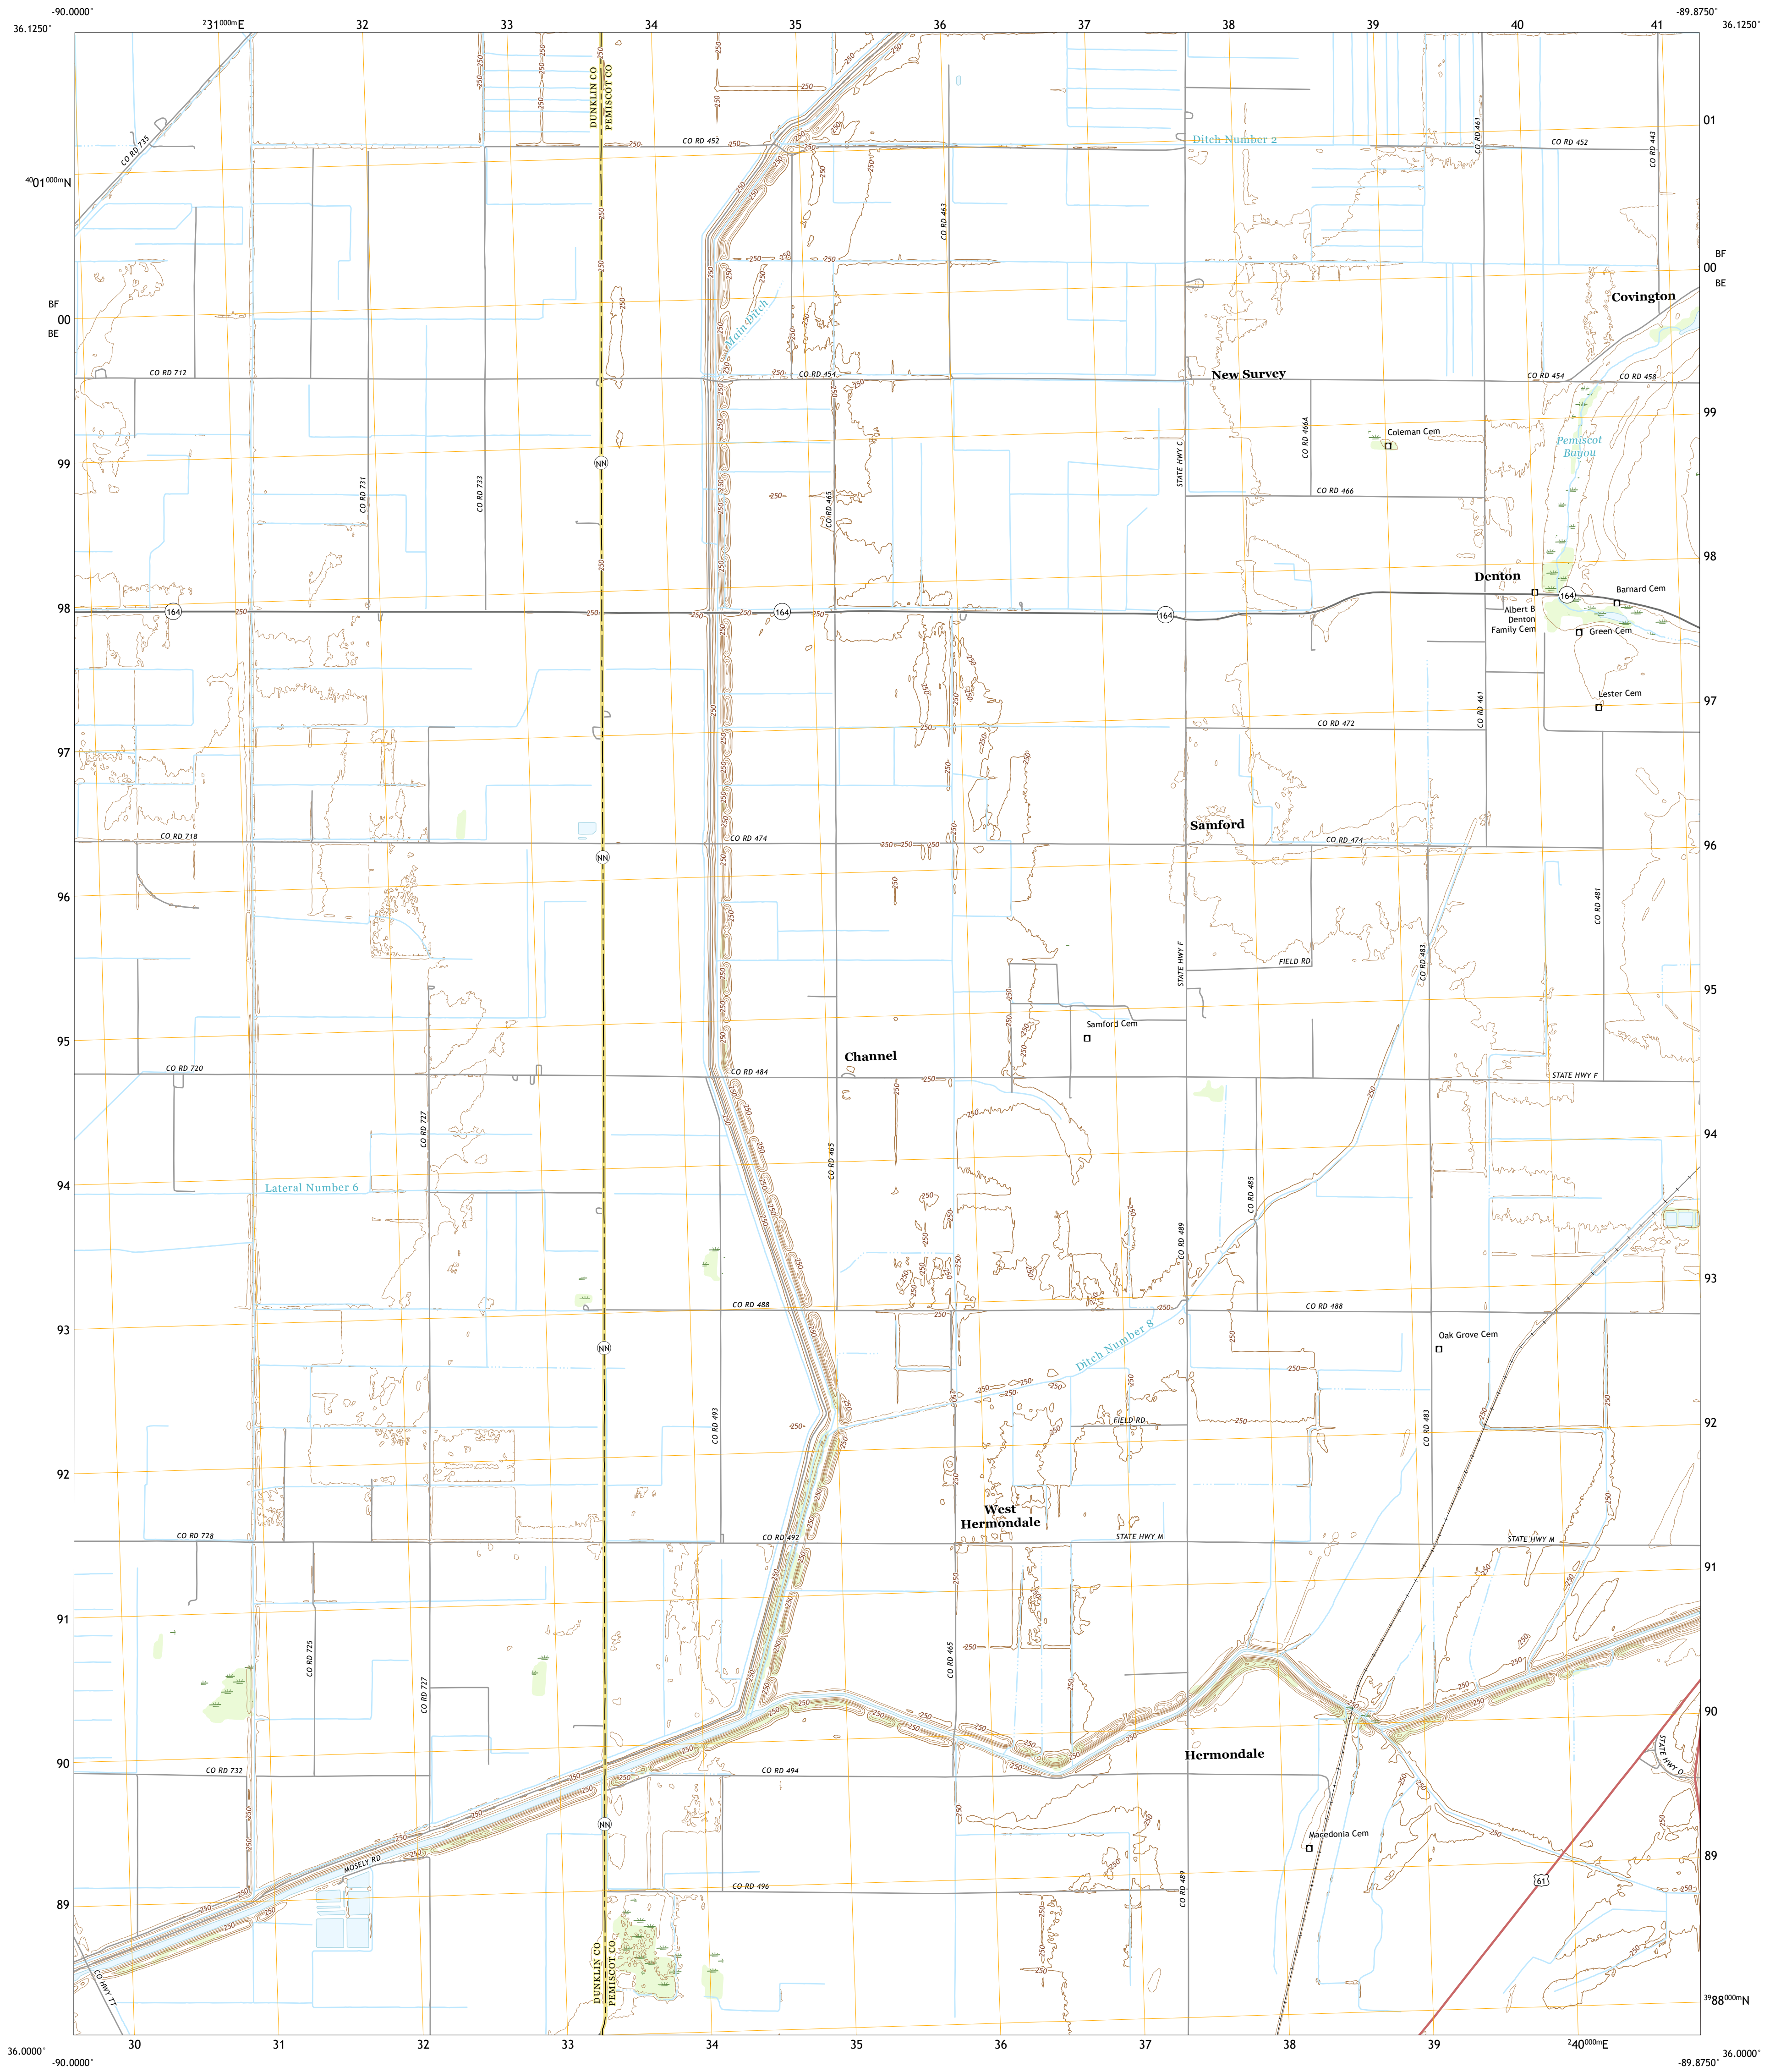 -90.0000°
-89.8750°
36.1250°
²31⁰⁰⁰ᵐE
32
33
34
35
36
37
38
39
40
41
36.1250°
DUNKLIN CO
PEMISCOT CO
CO RD 735
CO RD 452
Ditch Number 2
CO RD 461
CO RD 452
CO RD 443
01
⁴⁰01⁰⁰⁰ᵐN
CO RD 463
BF
00
BE
BF
00
BE
Covington
Main Ditch
CO RD 712
CO RD 454
New Survey
CO RD 454
CO RD 458
99
99
NN
CO RD 731
CO RD 733
CO RD 465
STATE HWY C
CO RD 466A
Coleman Cem
Pemiscot
Bayou
CO RD 466
98
98
164
250
250
164
250
164
Denton
164
Barnard Cem
Albert B
Denton
Family Cem
Green Cem
Lester Cem
97
97
CO RD 461
CO RD 472
CO RD 718
NN
CO RD 474
Samford
CO RD 474
96
96
CO RD 481
STATE HWY F
FIELD RD
CO RD 483
95
95
Samford Cem
Channel
CO RD 720
CO RD 484
STATE HWY F
CO RD 727
CO RD 465
94
94
Lateral Number 6
CO RD 485
CO RD 489
93
93
CO RD 488
CO RD 488
NN
Ditch Number 8
Oak Grove Cem
CO RD 493
FIELD RD
CO RD 483
92
92
West
Hermondale
CO RD 728
CO RD 492
STATE HWY M
STATE HWY M
91
91
CO RD 725
CO RD 727
CO RD 465
90
90
Hermondale
STATE HWY O
CO RD 732
CO RD 494
MOSELY RD
NN
Macedonia Cem
61
89
89
CO RD 496
CO RD 489
CO HWY TT
DUNKLIN CO
PEMISCOT CO
³⁹88⁰⁰⁰ᵐN
36.0000°
30
31
32
33
34
35
36
37
38
39
²40⁰⁰⁰ᵐE
36.0000°
-90.0000°
-89.8750°